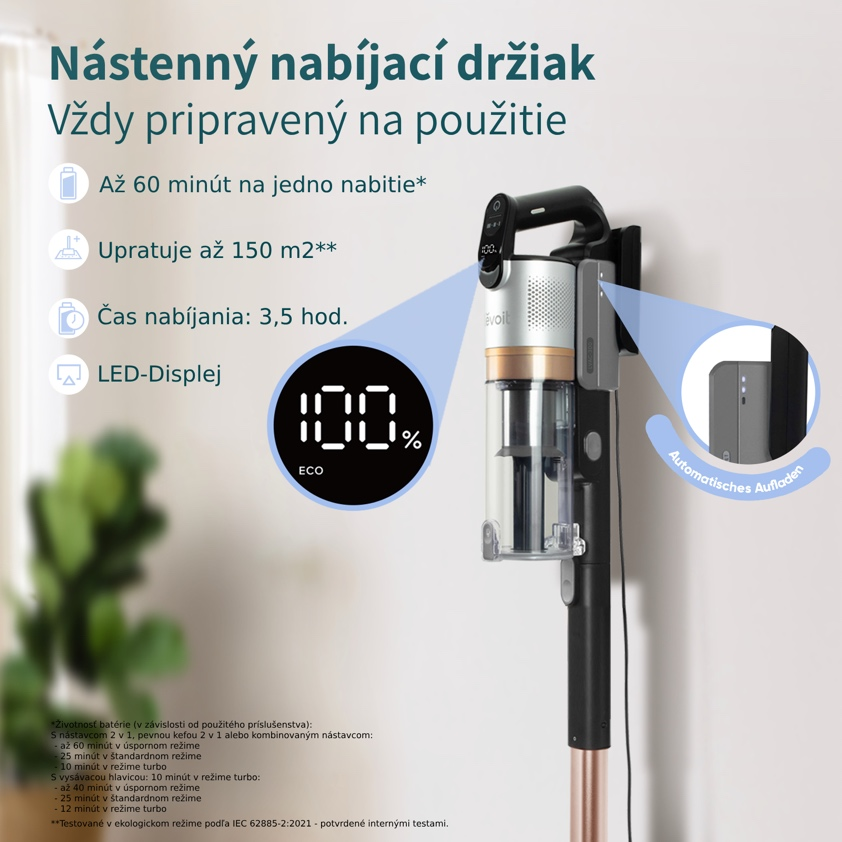 Nástenný nabíjací držiak
Vždy pripravený na použitie
Až 60 minút na jedno nabitie*
Upratuje až 150 m2**
Čas nabíjania: 3,5 hod.
LED-Displej
100
évoit
100%
ECO
Automatisches Aufladen
*Životnosť batérie (v závislosti od použitého príslušenstva):
S nástavcom 2 v 1, pevnou kefou 2 v 1 alebo kombinovaným nástavcom:
- až 60 minút v úspornom režime
- 25 minút v štandardnom režime
- 10 minút v režime turbo
S vysávacou hlavicou: 10 minút v režime turbo:
- až 40 minút v úspornom režime
- 25 minút v štandardnom režime
- 12 minút v režime turbo
**Testované v ekologickom režime podľa IEC 62885-2:2021 - potvrdené internými testami.